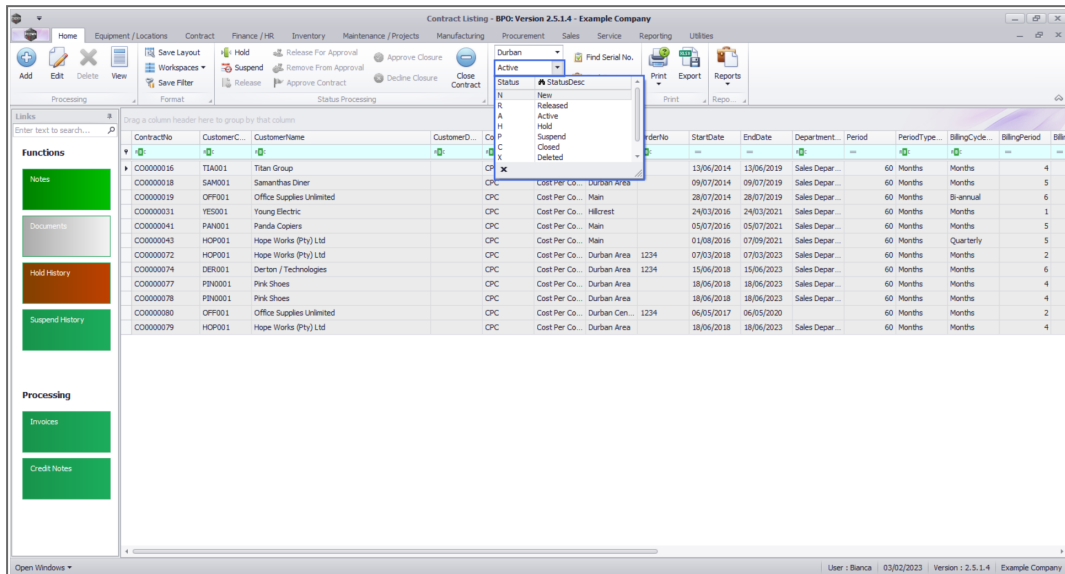 Contract Listing - BPO: Version 2.5.1.4 - Example Company
Home Equipment / Locations Contract Finance / HR Inventory Maintenance / Projects Manufacturing Procurement Sales Service Reporting Utilities
Add Edit Delete View
Processing
Save Layout
Workspaces
Save Filter
Format
Hold
Suspend
Release
Release For Approval
Remove From Approval
Approve Contract
Approve Closure
Decline Closure
Close Contract
Status Processing
Durban
Active
Find Serial No.
Print Export
Print
Reports
Repo...
Status StatusDesc
N New
R Released
A Active
H Hold
P Suspend
C Closed
X Deleted
Links
Enter text to search...
Functions
Notes
Documents
Hold History
Suspend History
Processing
Invoices
Credit Notes
Drag a column header here to group by that column
ContractNo CustomerC... CustomerName CustomerD... StartDate EndDate Department... Period PeriodType... BillingCycle... BillingPeriod
CO0000016 TIA001 Titan Group 13/06/2014 13/06/2019 Sales Depar... 60 Months Months 4
CO0000018 SAM001 Samanthas Diner CPC Cost Per Co... Durban Area 09/07/2014 09/07/2019 Sales Depar... 60 Months Months 5
CO0000019 OFF001 Office Supplies Unlimited CPC Cost Per Co... Main 28/07/2014 28/07/2019 Sales Depar... 60 Months Bi-annual 6
CO0000031 YES001 Young Electric CPC Cost Per Co... Hillcrest 24/03/2016 24/03/2021 Sales Depar... 60 Months Months 1
CO0000041 PAN001 Panda Copiers CPC Cost Per Co... Main 05/07/2016 05/07/2021 Sales Depar... 60 Months Months 5
CO0000043 HOP001 Hope Works (Pty) Ltd CPC Cost Per Co... Main 01/08/2016 07/09/2021 Sales Depar... 60 Months Quarterly 5
CO0000072 HOP001 Hope Works (Pty) Ltd CPC Cost Per Co... Durban Area 1234 07/03/2018 07/03/2023 Sales Depar... 60 Months Months 2
CO0000074 DER001 Derton / Technologies CPC Cost Per Co... Durban Area 1234 15/06/2018 15/06/2023 Sales Depar... 60 Months Months 6
CO0000077 PIN0001 Pink Shoes CPC Cost Per Co... Durban Area 18/06/2018 18/06/2023 Sales Depar... 60 Months Months 4
CO0000078 PIN0001 Pink Shoes CPC Cost Per Co... Durban Area 18/06/2018 18/06/2023 Sales Depar... 60 Months Months 4
CO0000080 OFF001 Office Supplies Unlimited CPC Cost Per Co... Durban Cen... 1234 06/05/2017 06/05/2020 60 Months Months 2
CO0000079 HOP001 Hope Works (Pty) Ltd CPC Cost Per Co... Durban Area 18/06/2018 18/06/2023 Sales Depar... 60 Months Months 4
Open Windows
User : Bianca 03/02/2023 Version : 2.5.1.4 Example Company